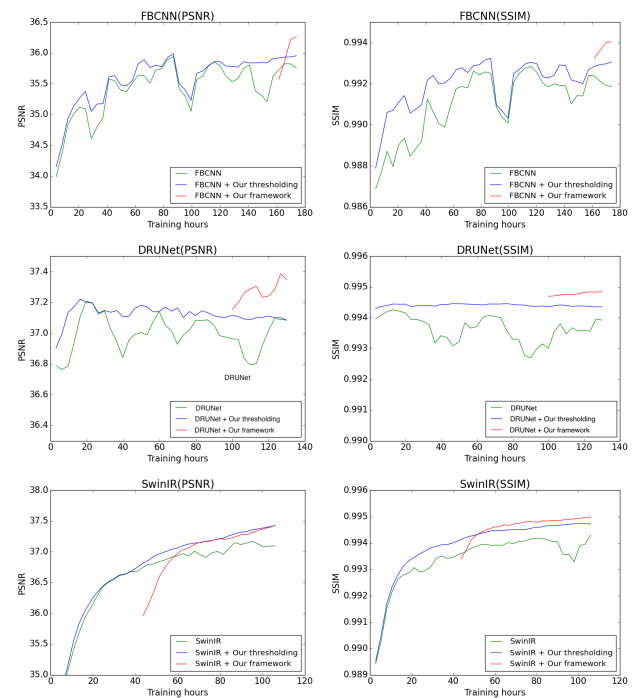 FBCNN(PSNR)
36.5
36.0
35.5
35.0
34.5
34.0
33.5
PSNR
0 20 40 60 80 100 120 140 160 180
Training hours
FBCNN
FBCNN + Our thresholding
FBCNN + Our framework
FBCNN(SSIM)
0.994
0.992
0.990
0.988
0.986
SSIM
0 20 40 60 80 100 120 140 160 180
Training hours
FBCNN
FBCNN + Our thresholding
FBCNN + Our framework
DRUNet(PSNR)
37.4
37.2
37.0
36.8
36.6
36.4
PSNR
0 20 40 60 80 100 120 140
Training hours
DRUNet
DRUNet
DRUNet + Our thresholding
DRUNet + Our framework
DRUNet(SSIM)
0.996
0.995
0.994
0.993
0.992
0.991
0.990
SSIM
0 20 40 60 80 100 120 140
Training hours
DRUNet
DRUNet + Our thresholding
DRUNet + Our framework
SwinIR(PSNR)
38.0
37.5
37.0
36.5
36.0
35.5
35.0
PSNR
0 20 40 60 80 100 120
Training hours
SwinIR
SwinIR + Our thresholding
SwinIR + Our framework
SwinIR(SSIM)
0.996
0.995
0.994
0.993
0.992
0.991
0.990
0.989
SSIM
0 20 40 60 80 100 120
Training hours
SwinIR
SwinIR + Our thresholding
SwinIR + Our framework